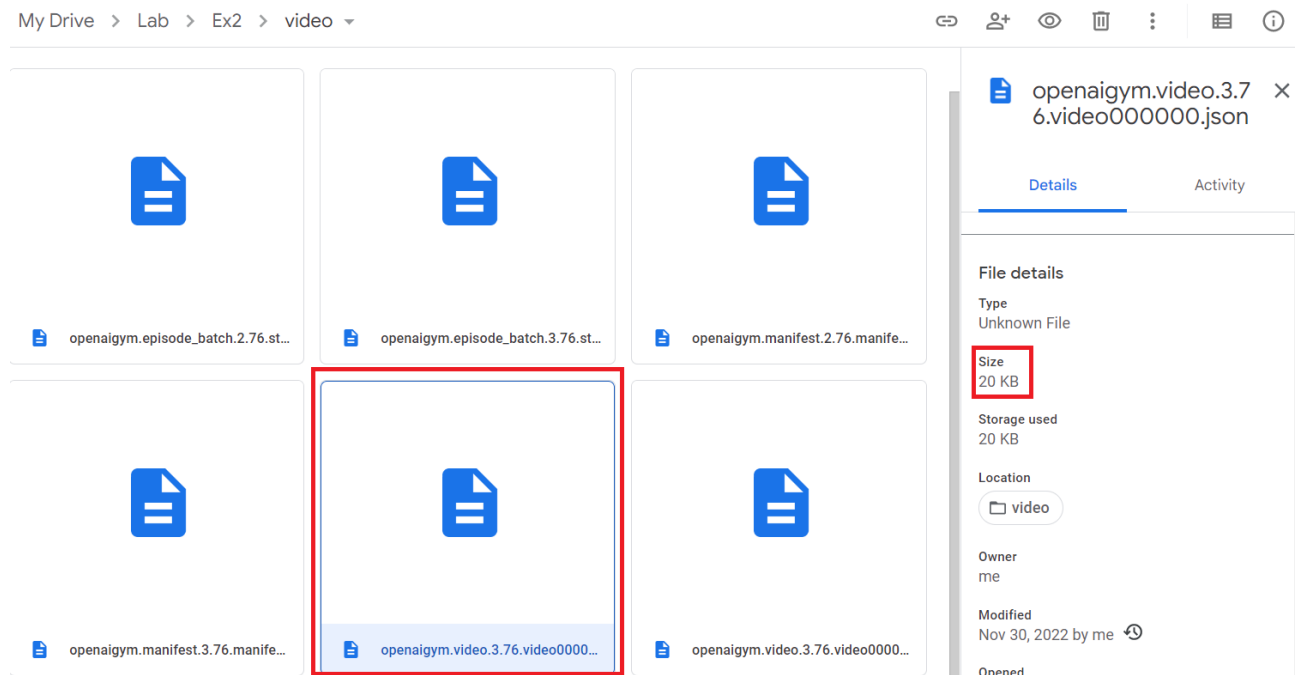 My Drive > Lab > Ex2 > video
openaigym.video.3.7
6.video000000.json
Details
Activity
openaigym.episode_batch.2.76.st...
openaigym.episode_batch.3.76.st...
openaigym.manifest.2.76.manife...
openaigym.manifest.3.76.manife...
openaigym.video.3.76.video0000...
openaigym.video.3.76.video0000...
File details
Type
Unknown File
Size
20 KB
Storage used
20 KB
Location
video
Owner
me
Modified
Nov 30, 2022 by me
Opened